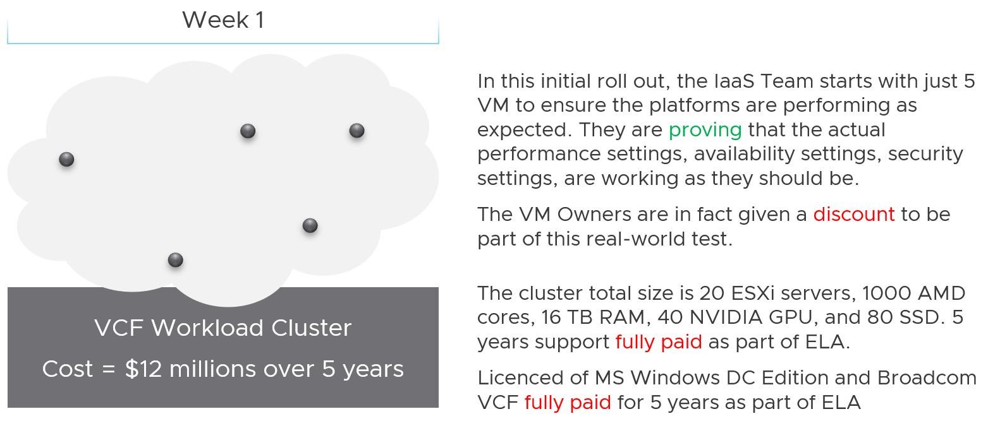 Week 1
In this initial roll out, the IaaS Team starts with just 5
VM to ensure the platforms are performing as
expected. They are proving that the actual
performance settings, availability settings, security
settings, are working as they should be.
The VM Owners are in fact given a discount to be
part of this real-world test.
VCF Workload Cluster
Cost = $12 millions over 5 years
The cluster total size is 20 ESXi servers, 1000 AMD
cores, 16 TB RAM, 40 NVIDIA GPU, and 80 SSD. 5
years support fully paid as part of ELA.
Licenced of MS Windows DC Edition and Broadcom
VCF fully paid for 5 years as part of ELA